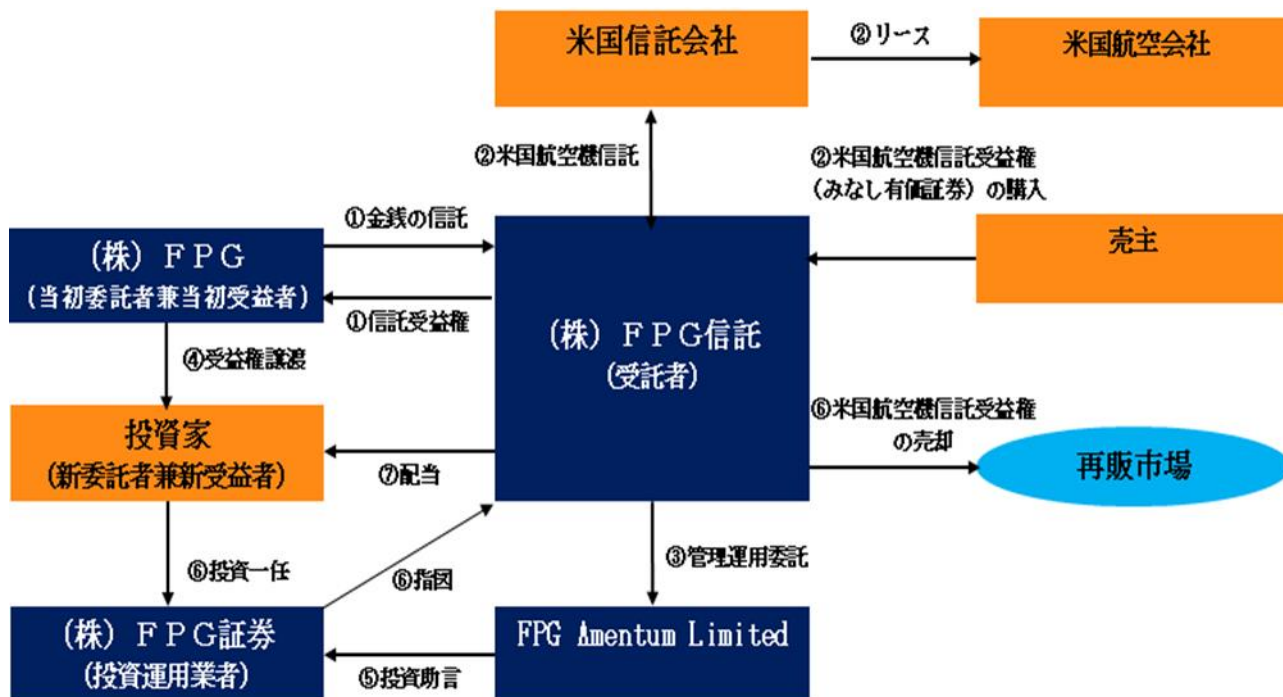 米国信託会社
②リース
米国航空会社
②米国航空機信託
②米国航空機信託受益権
(みなし有価証券)の購入
①金銭の信託
(株)FPG
(当初委託者兼当初受益者)
売主
①信託受益権
(株)FPG信託
(受託者)
④受益権譲渡
⑥米国航空機信託受益権
の売却
投資家
(新委託者兼新受益者)
⑦配当
再販市場
⑥投資一任
⑥指図
③管理運用委託
(株)FPG証券
(投資運用業者)
FPG Amentum Limited
⑤投資助言